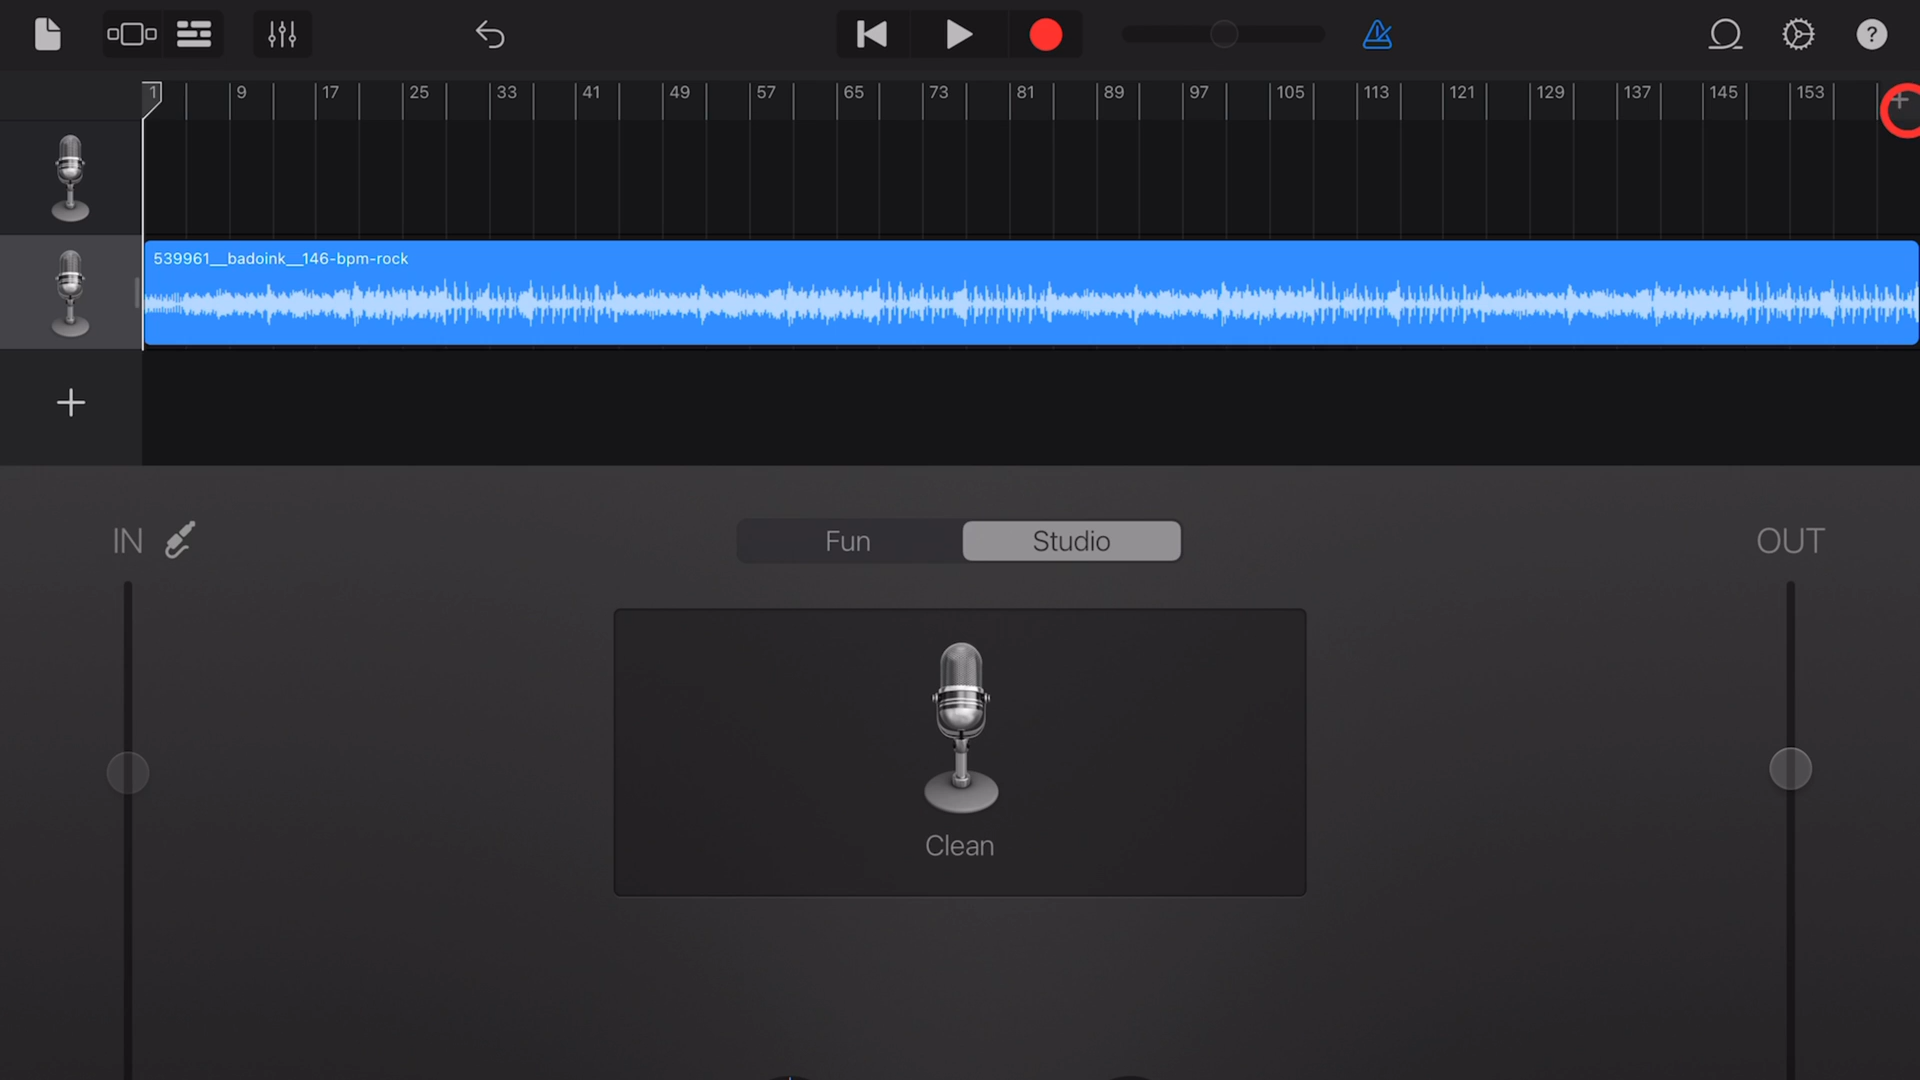 ?
1 9 17 25 33 41 49 57 65 73 81 89 97 105 113 121 129 137 145 153 +
539961__badoink__146-bpm-rock
+
IN Fun Studio OUT
Clean